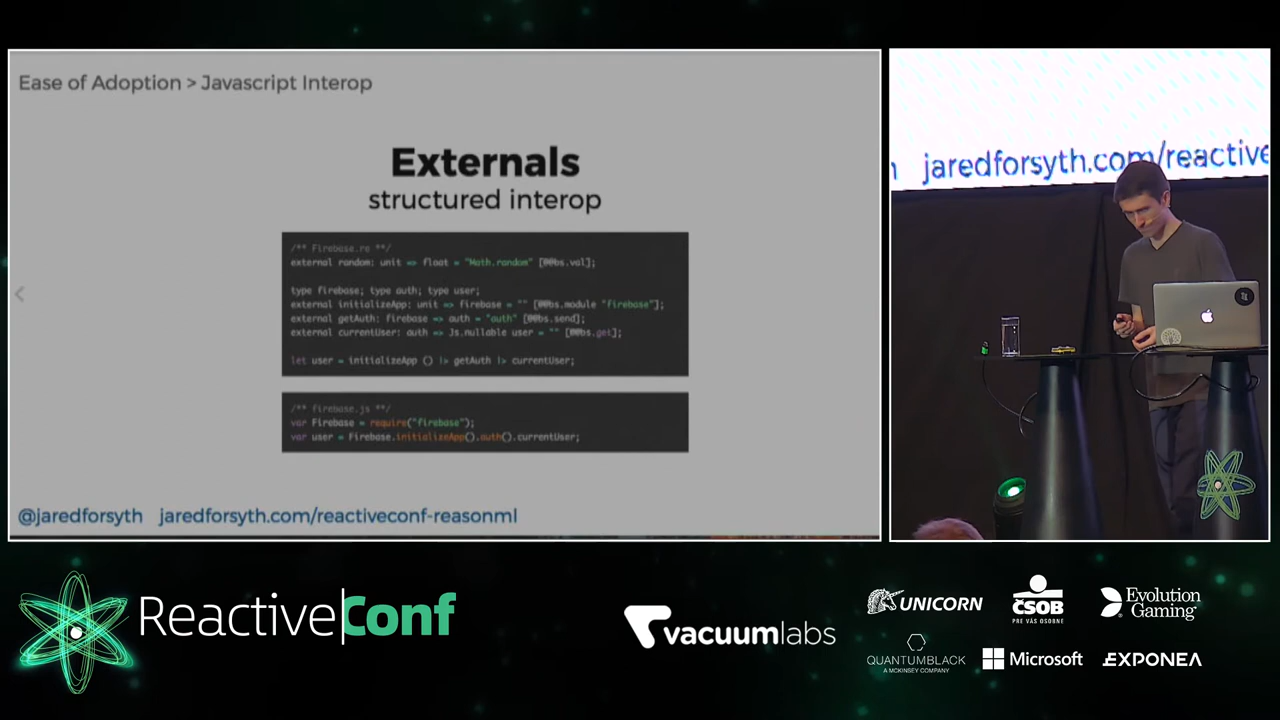 Ease of Adoption > Javascript Interop
Externals
structured interop
/** Firebase.re **/
external random: unit => float = "Math.random" [@@bs.val];
type firebase; type auth; type user;
external initializeApp: unit => firebase = "" [@@bs.module "firebase"];
external getAuth: firebase => auth = "auth" [@@bs.send];
external currentUser: auth => Js.nullable user = "" [@@bs.get];
let user = initializeApp () |> getAuth |> currentUser;
/** firebase.js **/
var Firebase = require("firebase");
var user = Firebase.initializeApp().auth().currentUser;
@jaredforsyth jaredforsyth.com/reactiveconf-reasonml
jaredforsyth.com/reactive
ReactiveConf
vacuumlabs
UNICORN
ČSOB
PRE VÁS OSOBNE
Evolution
Gaming
QUANTUMBLACK
A MCKINSEY COMPANY
Microsoft
EXPONEA